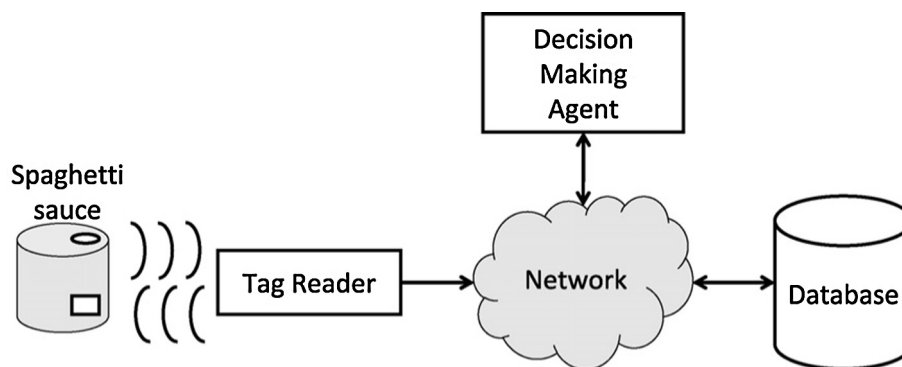 Decision
Making
Agent
Spaghetti
sauce
Tag Reader
Network
Database